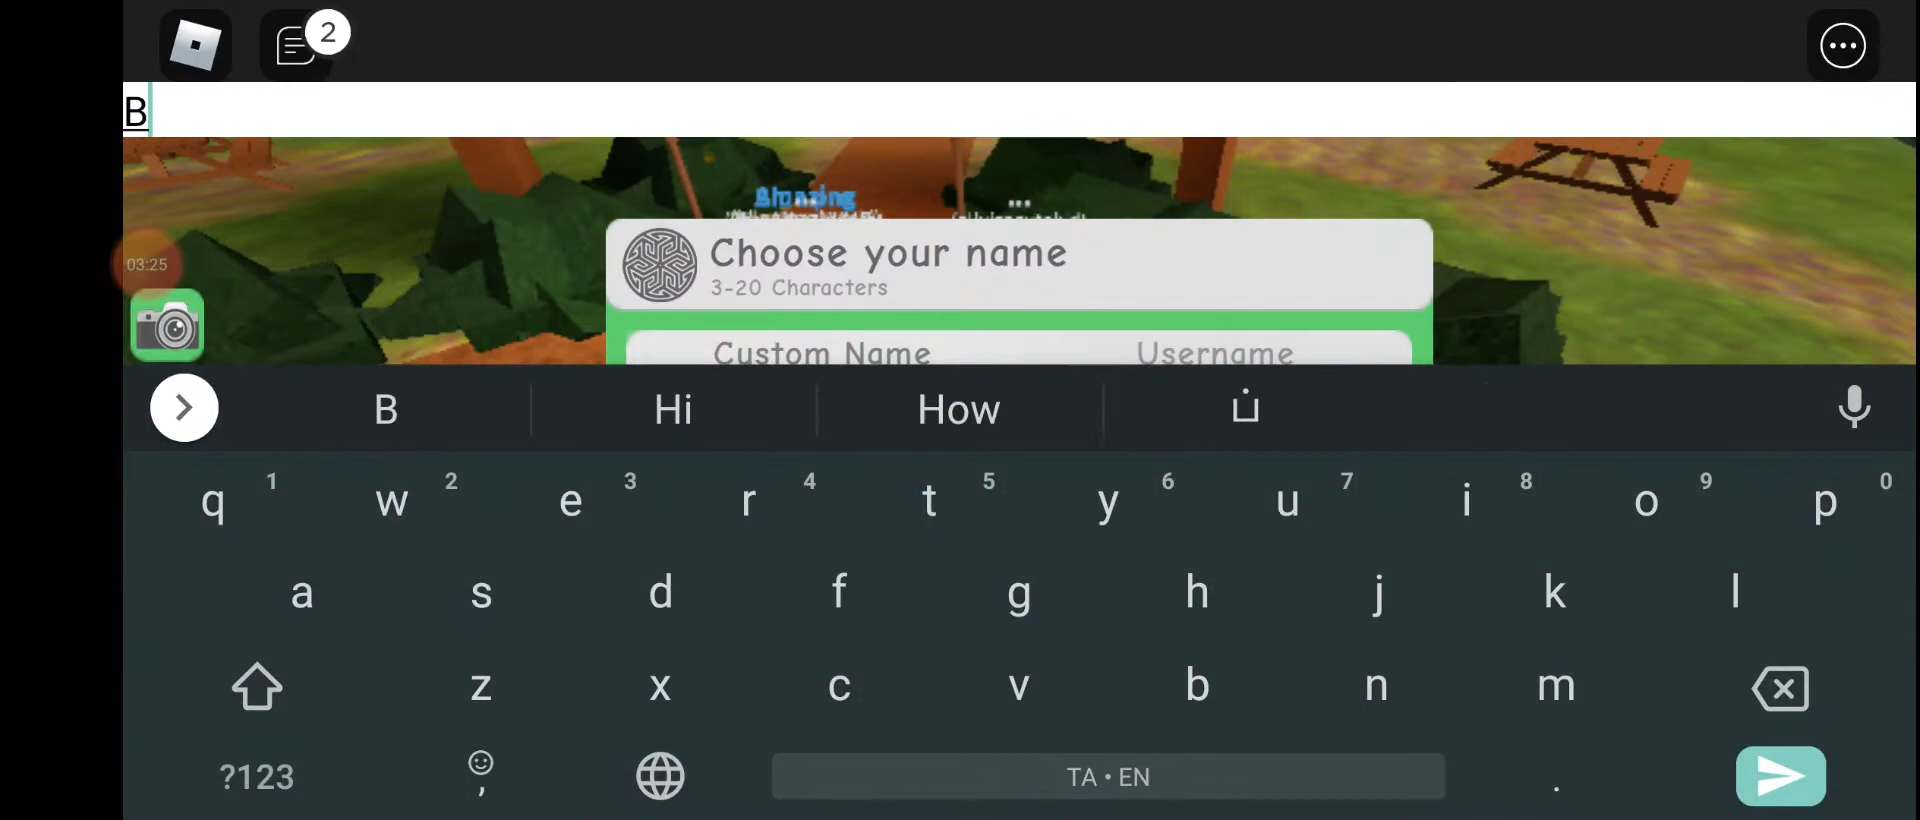 2
B
Choose your name
3-20 Characters
03:25
Custom Name Username
B Hi How ப்
1 2 3 4 5 6 7 8 9 0
q w e r t y u i o p
a s d f g h j k l
z x c v b n m
?123 , TA • EN .